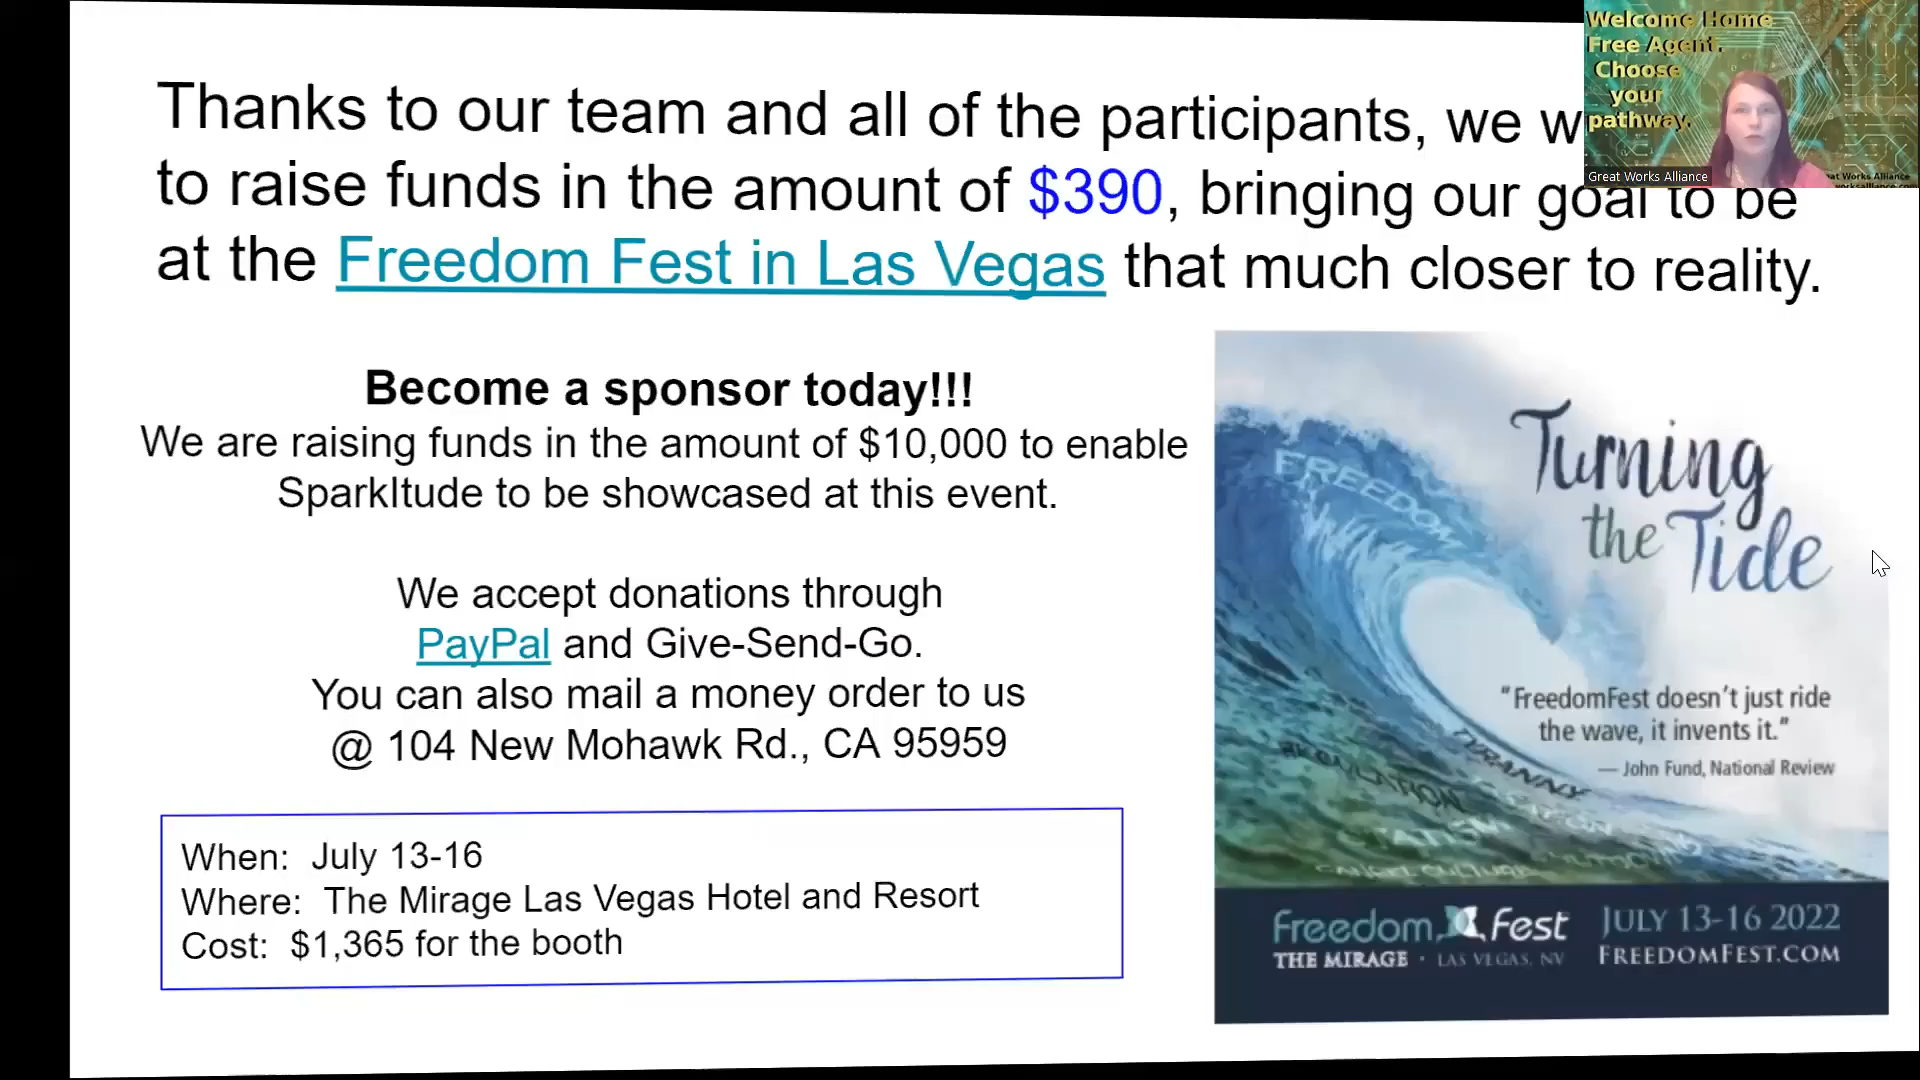 Thanks to our team and all of the participants, we w
to raise funds in the amount of $390, bringing our goal to be
at the Freedom Fest in Las Vegas that much closer to reality.
Welcome Home
Free Agent.
Choose
your
pathway.
Great Works Alliance
Become a sponsor today!!!
We are raising funds in the amount of $10,000 to enable
SparkItude to be showcased at this event.
We accept donations through
PayPal and Give-Send-Go.
You can also mail a money order to us
@ 104 New Mohawk Rd., CA 95959
When: July 13-16
Where: The Mirage Las Vegas Hotel and Resort
Cost: $1,365 for the booth
FREEDOM
Turning
the Tide
"FreedomFest doesn't just ride
the wave, it invents it."
— John Fund, National Review
TYRANNY
REGULATION
STATISM
CANCEL CULTURE
Freedom Fest
THE MIRAGE • LAS VEGAS, NV
JULY 13-16 2022
FREEDOMFEST.COM